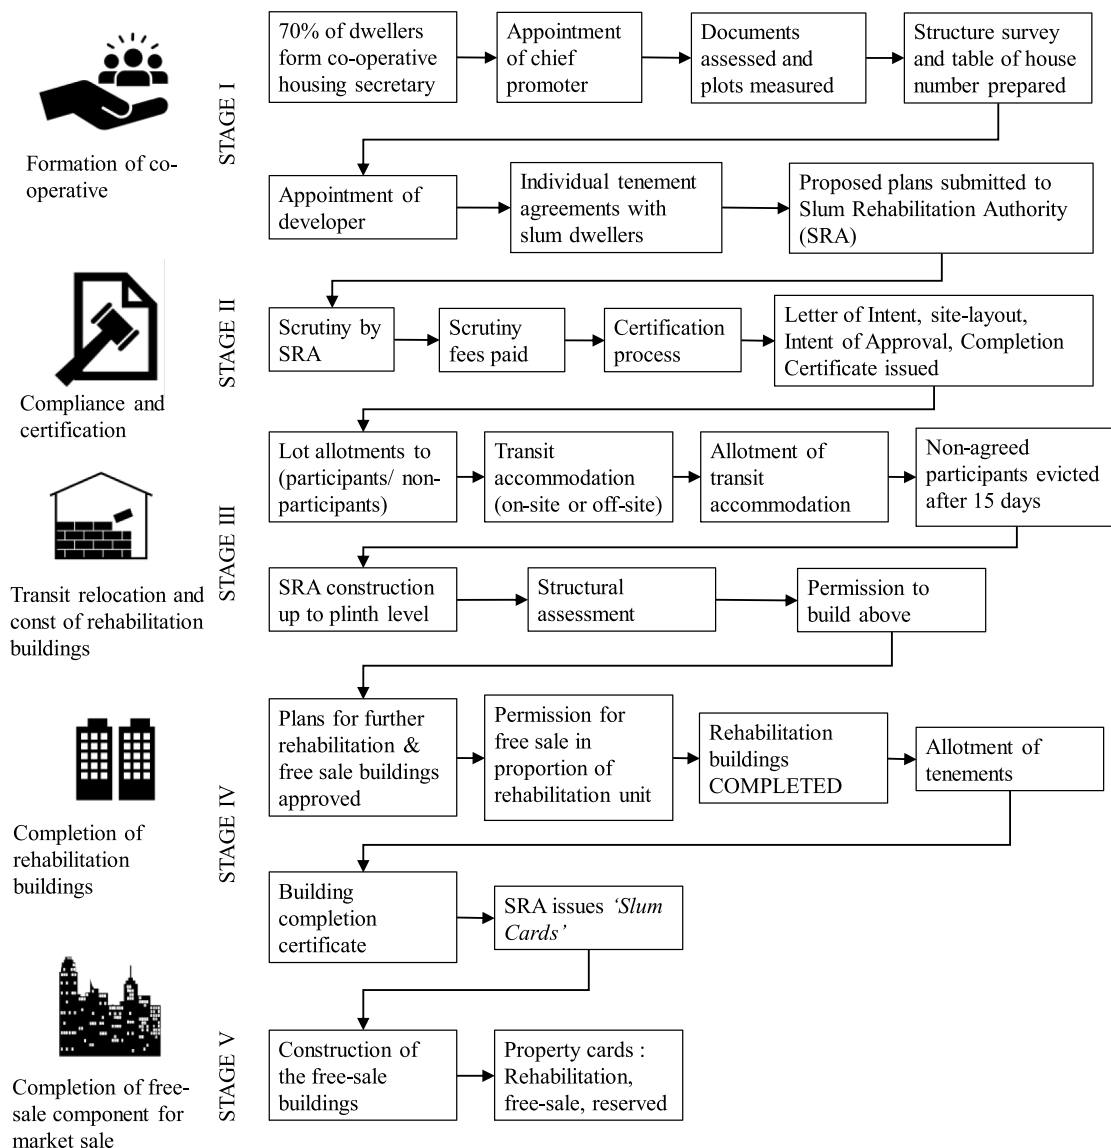 70% of dwellers
form co-operative
housing secretary
Appointment
of chief
promoter
Documents
assessed and
plots measured
Structure survey
and table of house
number prepared
STAGE I
Formation of co-
operative
Appointment of
developer
Individual tenement
agreements with
slum dwellers
Proposed plans submitted to
Slum Rehabilitation Authority
(SRA)
STAGE II
Compliance and
certification
Scrutiny by
SRA
Scrutiny
fees paid
Certification
process
Letter of Intent, site-layout,
Intent of Approval, Completion
Certificate issued
STAGE III
Transit relocation and
const of rehabilitation
buildings
Lot allotments to
(participants/ non-
participants)
Transit
accommodation
(on-site or off-site)
Allotment of
transit
accommodation
Non-agreed
participants evicted
after 15 days
SRA construction
up to plinth level
Structural
assessment
Permission to
build above
STAGE IV
Completion of
rehabilitation
buildings
Plans for further
rehabilitation &
free sale buildings
approved
Permission for
free sale in
proportion of
rehabilitation unit
Rehabilitation
buildings
COMPLETED
Allotment of
tenements
Building
completion
certificate
SRA issues ‘Slum
Cards’
STAGE V
Completion of free-
sale component for
market sale
Construction of
the free-sale
buildings
Property cards :
Rehabilitation,
free-sale, reserved